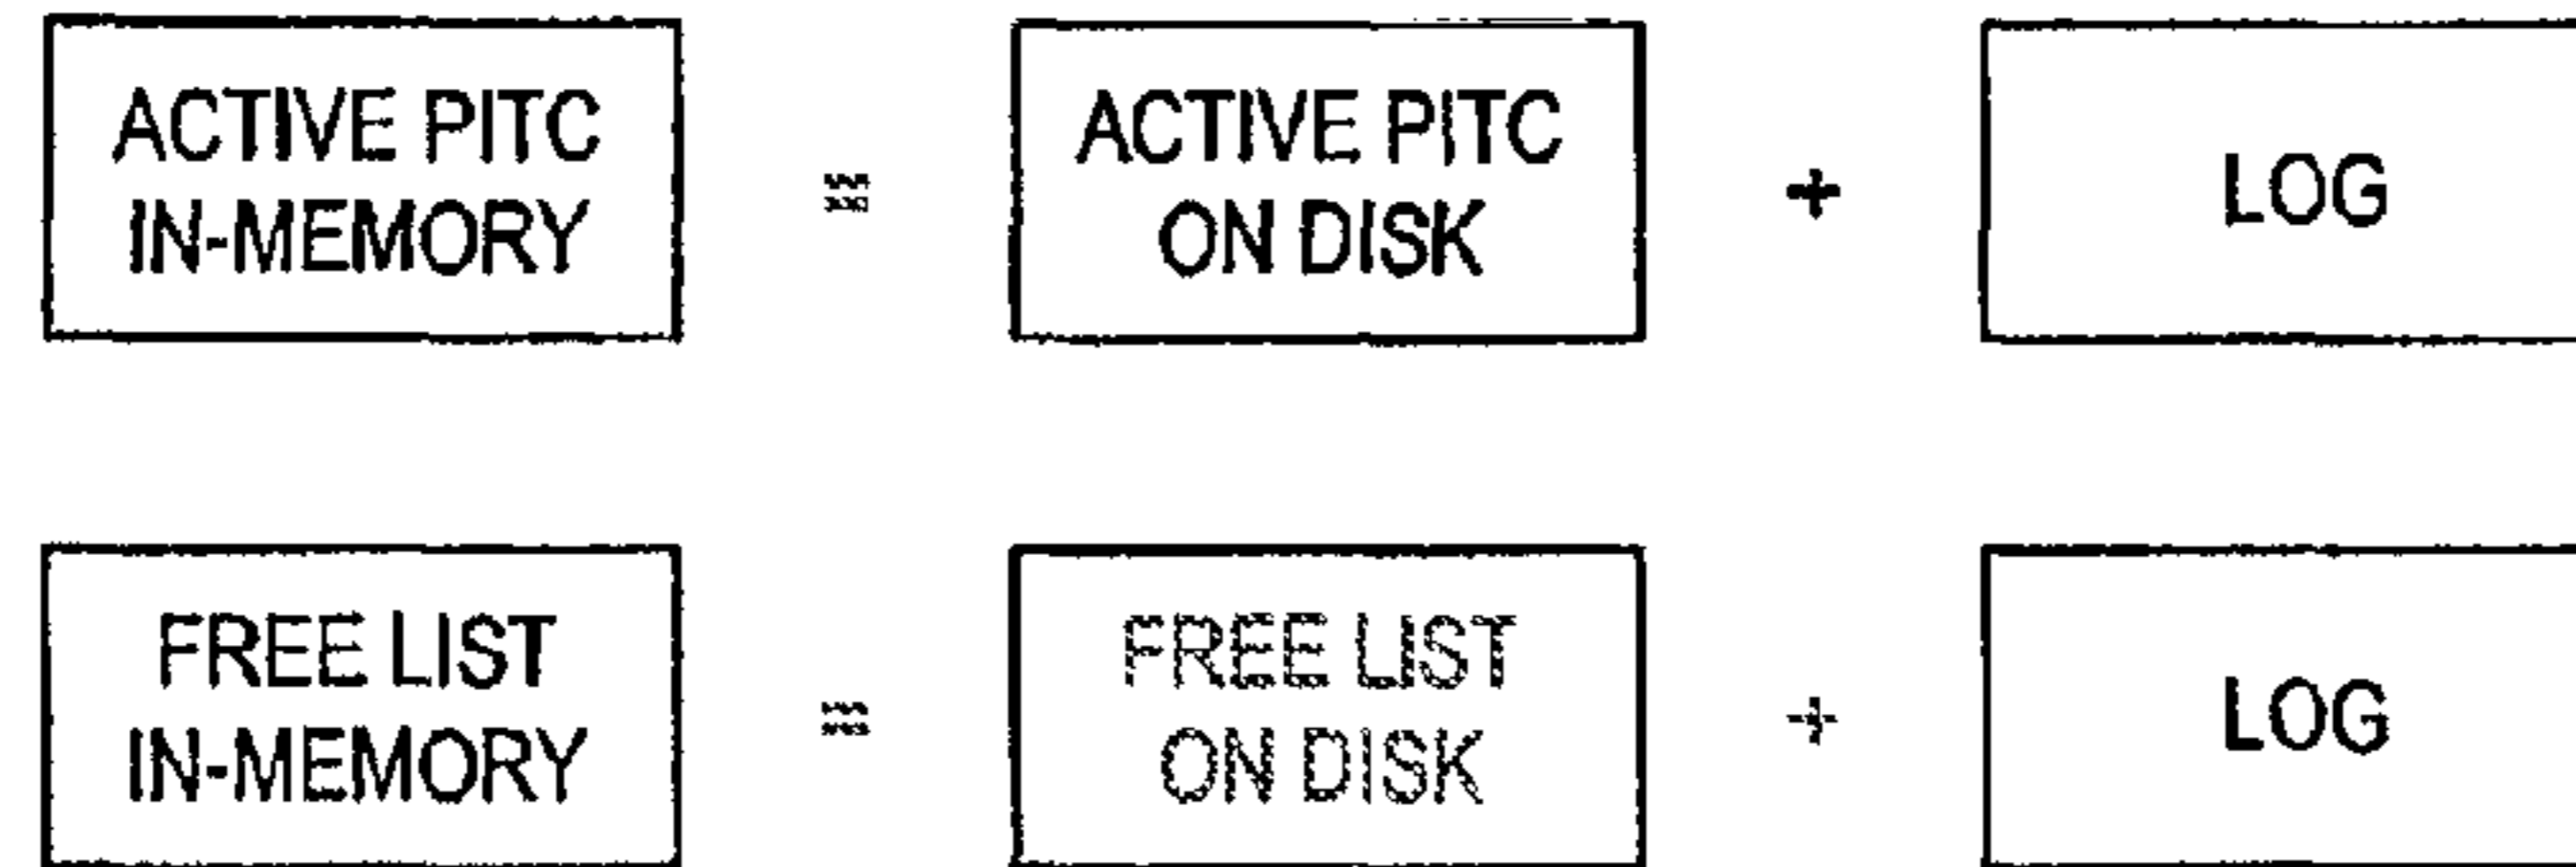 ACTIVE PITC
IN-MEMORY
=
ACTIVE PITC
ON DISK
+
LOG
FREE LIST
IN-MEMORY
=
FREE LIST
ON DISK
+
LOG